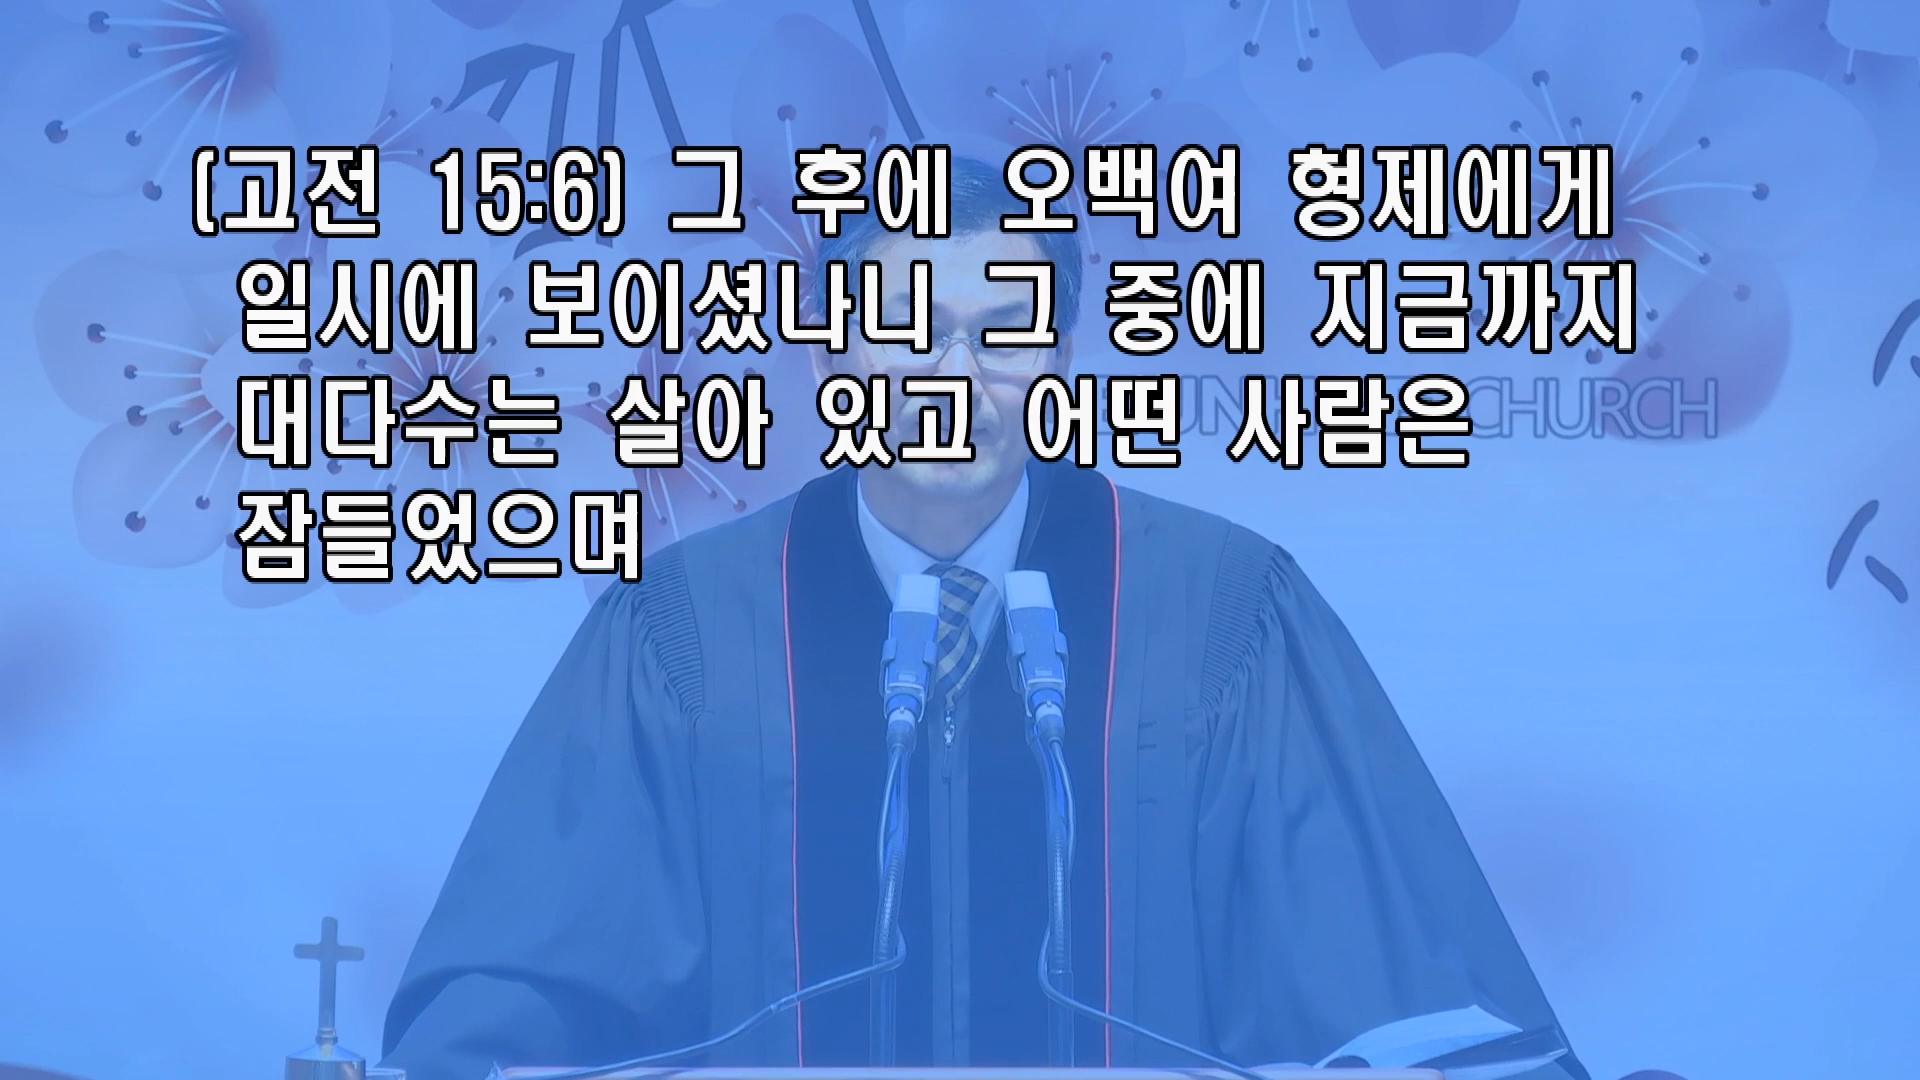 (고전 15:6) 그 후에 오백여 형제에게
일시에 보이셨나니 그 중에 지금까지
대다수는 살아 있고 어떤 사람은
잠들었으며
CHURCH